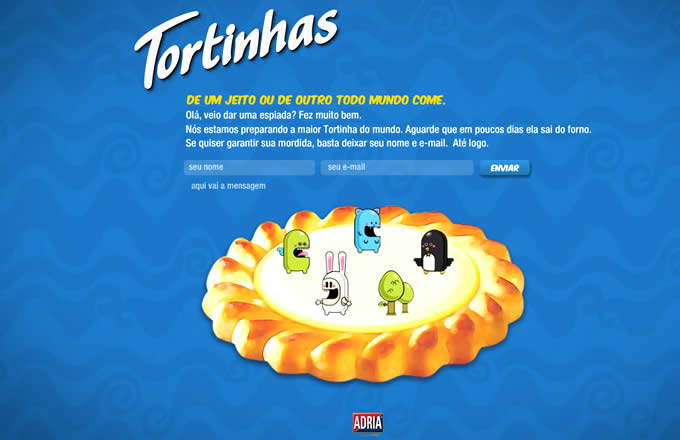 Tortinhas
DE UM JEITO OU DE OUTRO TODO MUNDO COME.
Olá, veio dar uma espiada? Fez muito bem.
Nós estamos preparando a maior Tortinha do mundo. Aguarde que em poucos dias ela sai do forno.
Se quiser garantir sua mordida, basta deixar seu nome e e-mail. Até logo.
seu nome seu e-mail ENVIAR
aqui vai a mensagem
ADRIA